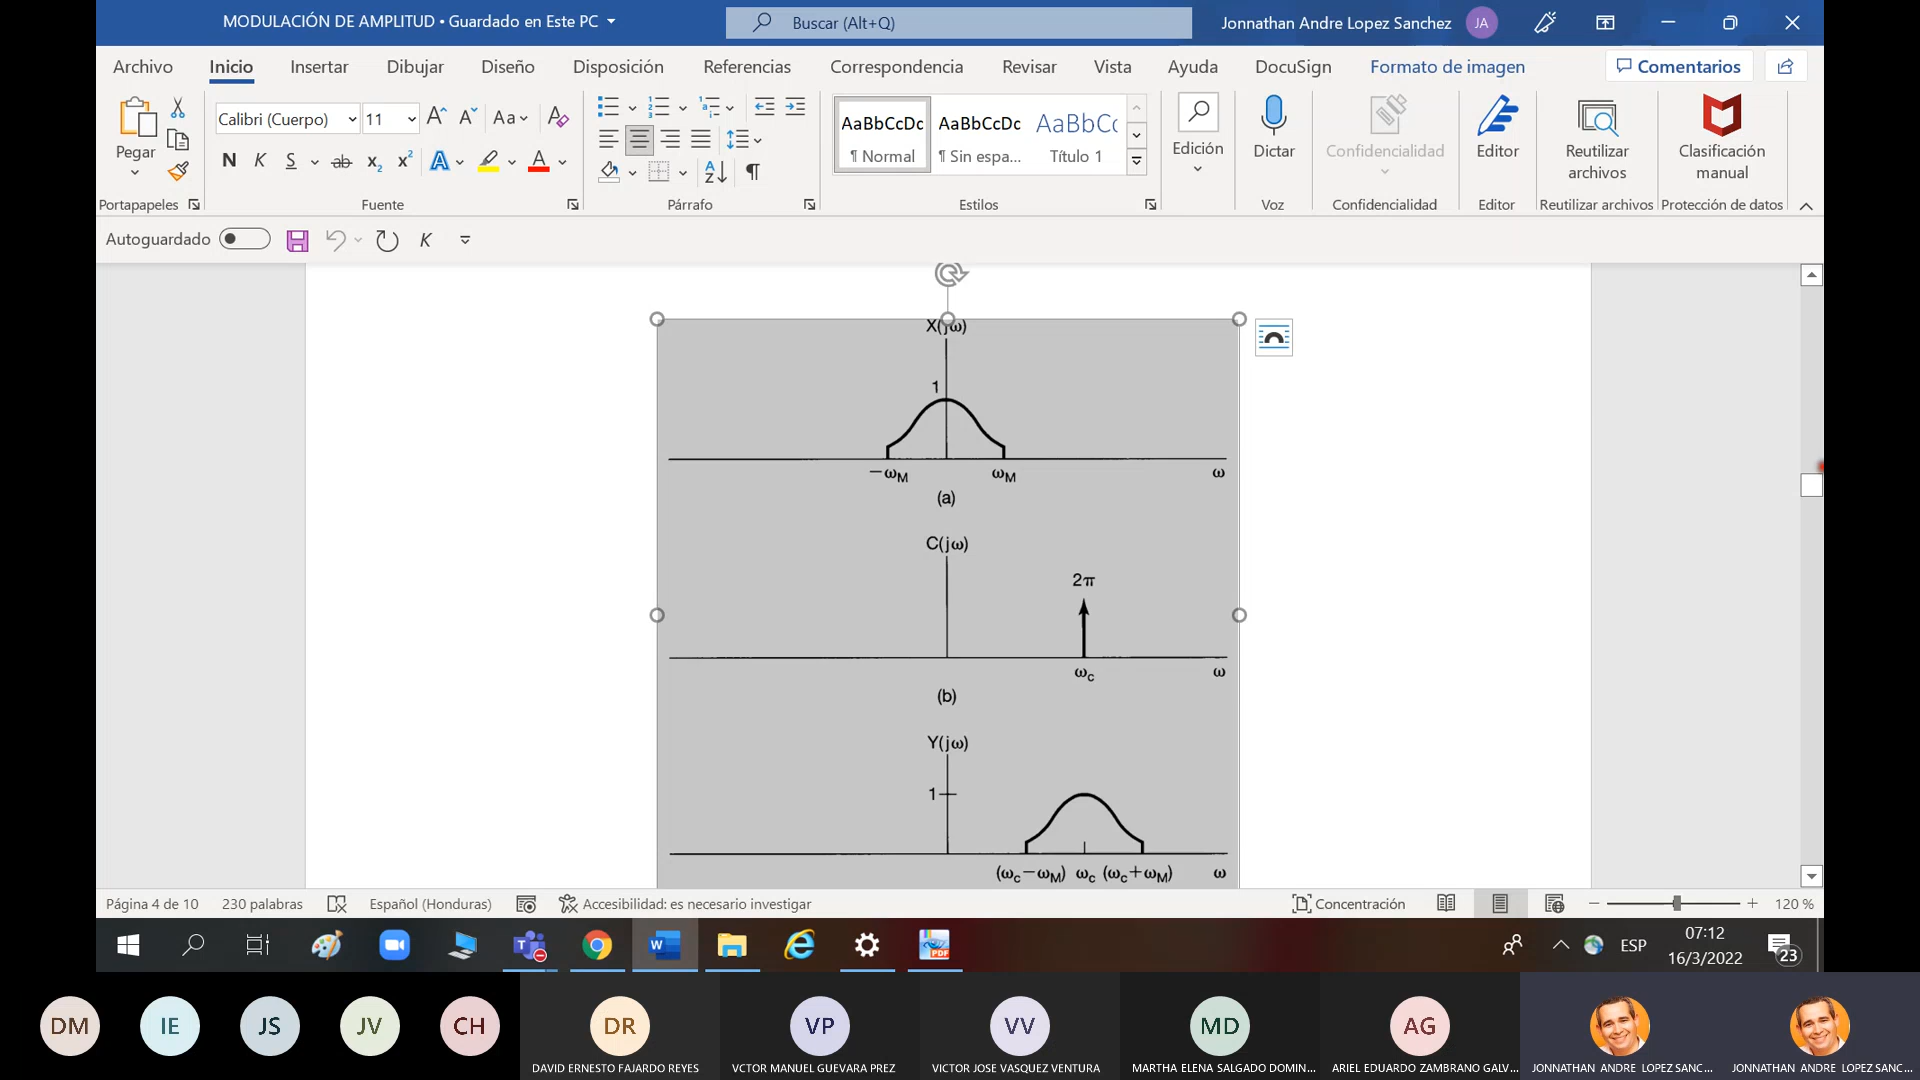 MODULACIÓN DE AMPLITUD • Guardado en Este PC
Buscar (Alt+Q)
Jonnathan Andre Lopez Sanchez
JA
Archivo
Inicio
Insertar
Dibujar
Diseño
Disposición
Referencias
Correspondencia
Revisar
Vista
Ayuda
DocuSign
Formato de imagen
Comentarios
Pegar
Calibri (Cuerpo)
11
Aa
N K S ab x₂ x² A A
AaBbCcDc
¶ Normal
AaBbCcDc
¶ Sin espa...
AaBbCc
Título 1
Edición
Dictar
Confidencialidad
Editor
Reutilizar
archivos
Clasificación
manual
Portapapeles
Fuente
Párrafo
Estilos
Voz
Confidencialidad
Editor
Reutilizar archivos
Protección de datos
Autoguardado
K
X(jω)
1
−ωM
ωM
ω
(a)
C(jω)
2π
ωc
ω
(b)
Y(jω)
1
(ωc−ωM) ωc (ωc+ωM)
ω
Página 4 de 10
230 palabras
Español (Honduras)
Accesibilidad: es necesario investigar
Concentración
120 %
ESP
07:12
16/3/2022
23
DM
IE
JS
JV
CH
DR
VP
VV
MD
AG
DAVID ERNESTO FAJARDO REYES
VCTOR MANUEL GUEVARA PREZ
VICTOR JOSE VASQUEZ VENTURA
MARTHA ELENA SALGADO DOMIN...
ARIEL EDUARDO ZAMBRANO GALV...
JONNATHAN ANDRE LOPEZ SANC...
JONNATHAN ANDRE LOPEZ SANC...